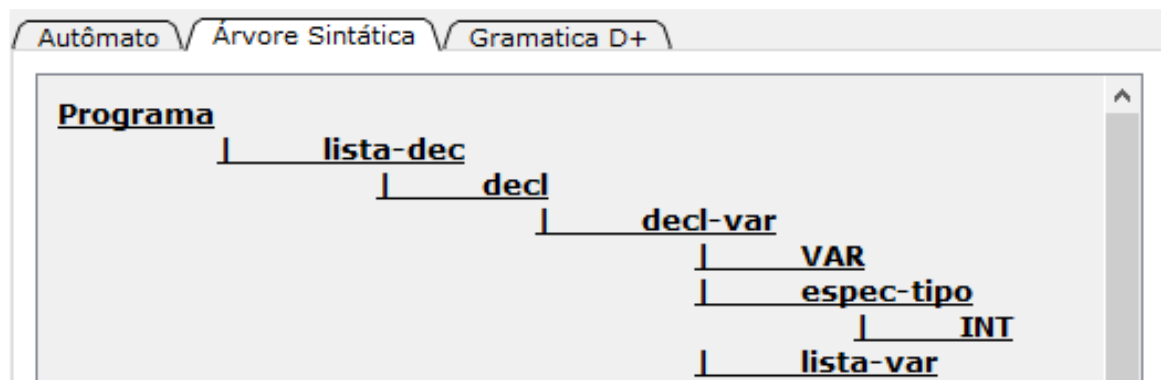 Autômato Árvore Sintática Gramatica D+
Programa
| lista-dec
| decl
| decl-var
| VAR
| espec-tipo
| INT
| lista-var